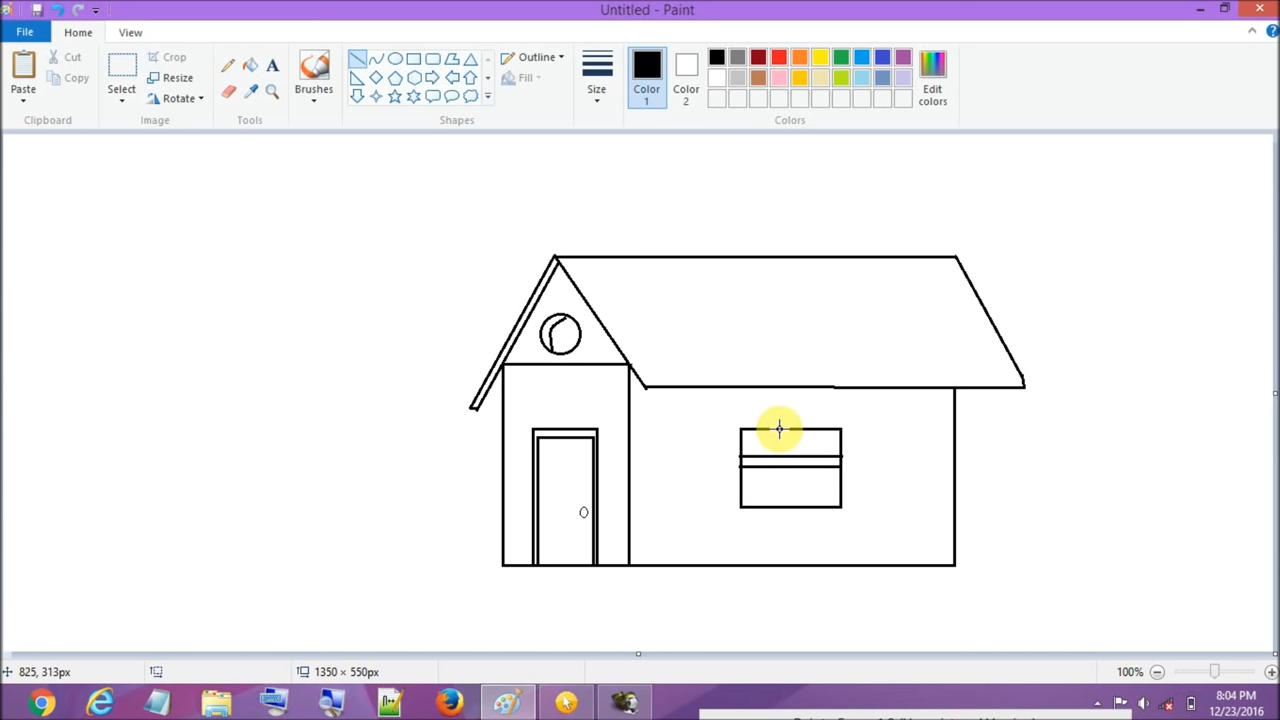 Untitled - Paint
File Home View
Paste
Cut
Copy
Clipboard
Select
Crop
Resize
Rotate
Image
A
Tools
Brushes
Outline
Fill
Shapes
Size
Color 1
Color 2
Edit colors
Colors
825, 313px
1350 × 550px
100%
8:04 PM
12/23/2016